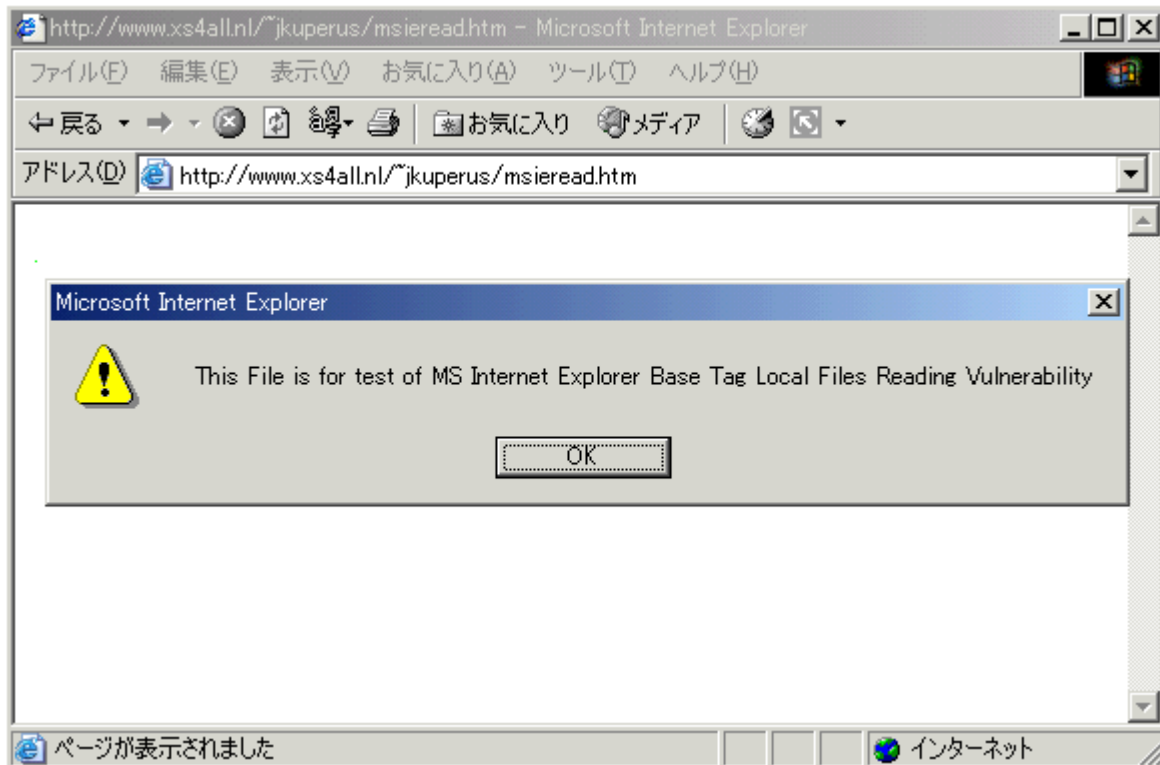 http://www.xs4all.nl/~jkuperus/msieread.htm - Microsoft Internet Explorer
ファイル(F) 編集(E) 表示(V) お気に入り(A) ツール(T) ヘルプ(H)
戻る お気に入り メディア
アドレス(D) http://www.xs4all.nl/~jkuperus/msieread.htm
Microsoft Internet Explorer
This File is for test of MS Internet Explorer Base Tag Local Files Reading Vulnerability
OK
ページが表示されました インターネット